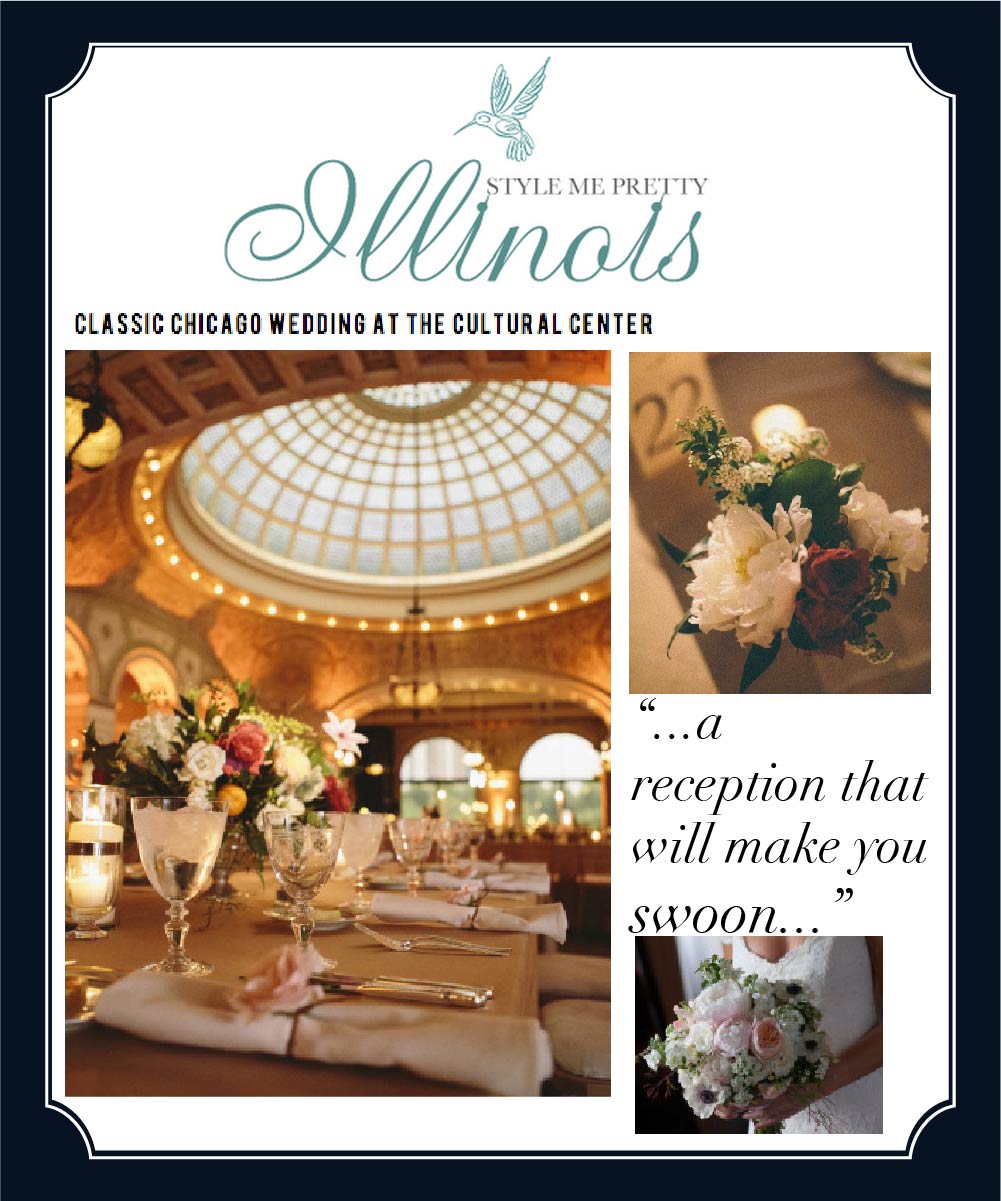 STYLE ME PRETTY
Illinois
CLASSIC CHICAGO WEDDING AT THE CULTURAL CENTER
22
“...a
reception that
will make you
swoon... ”